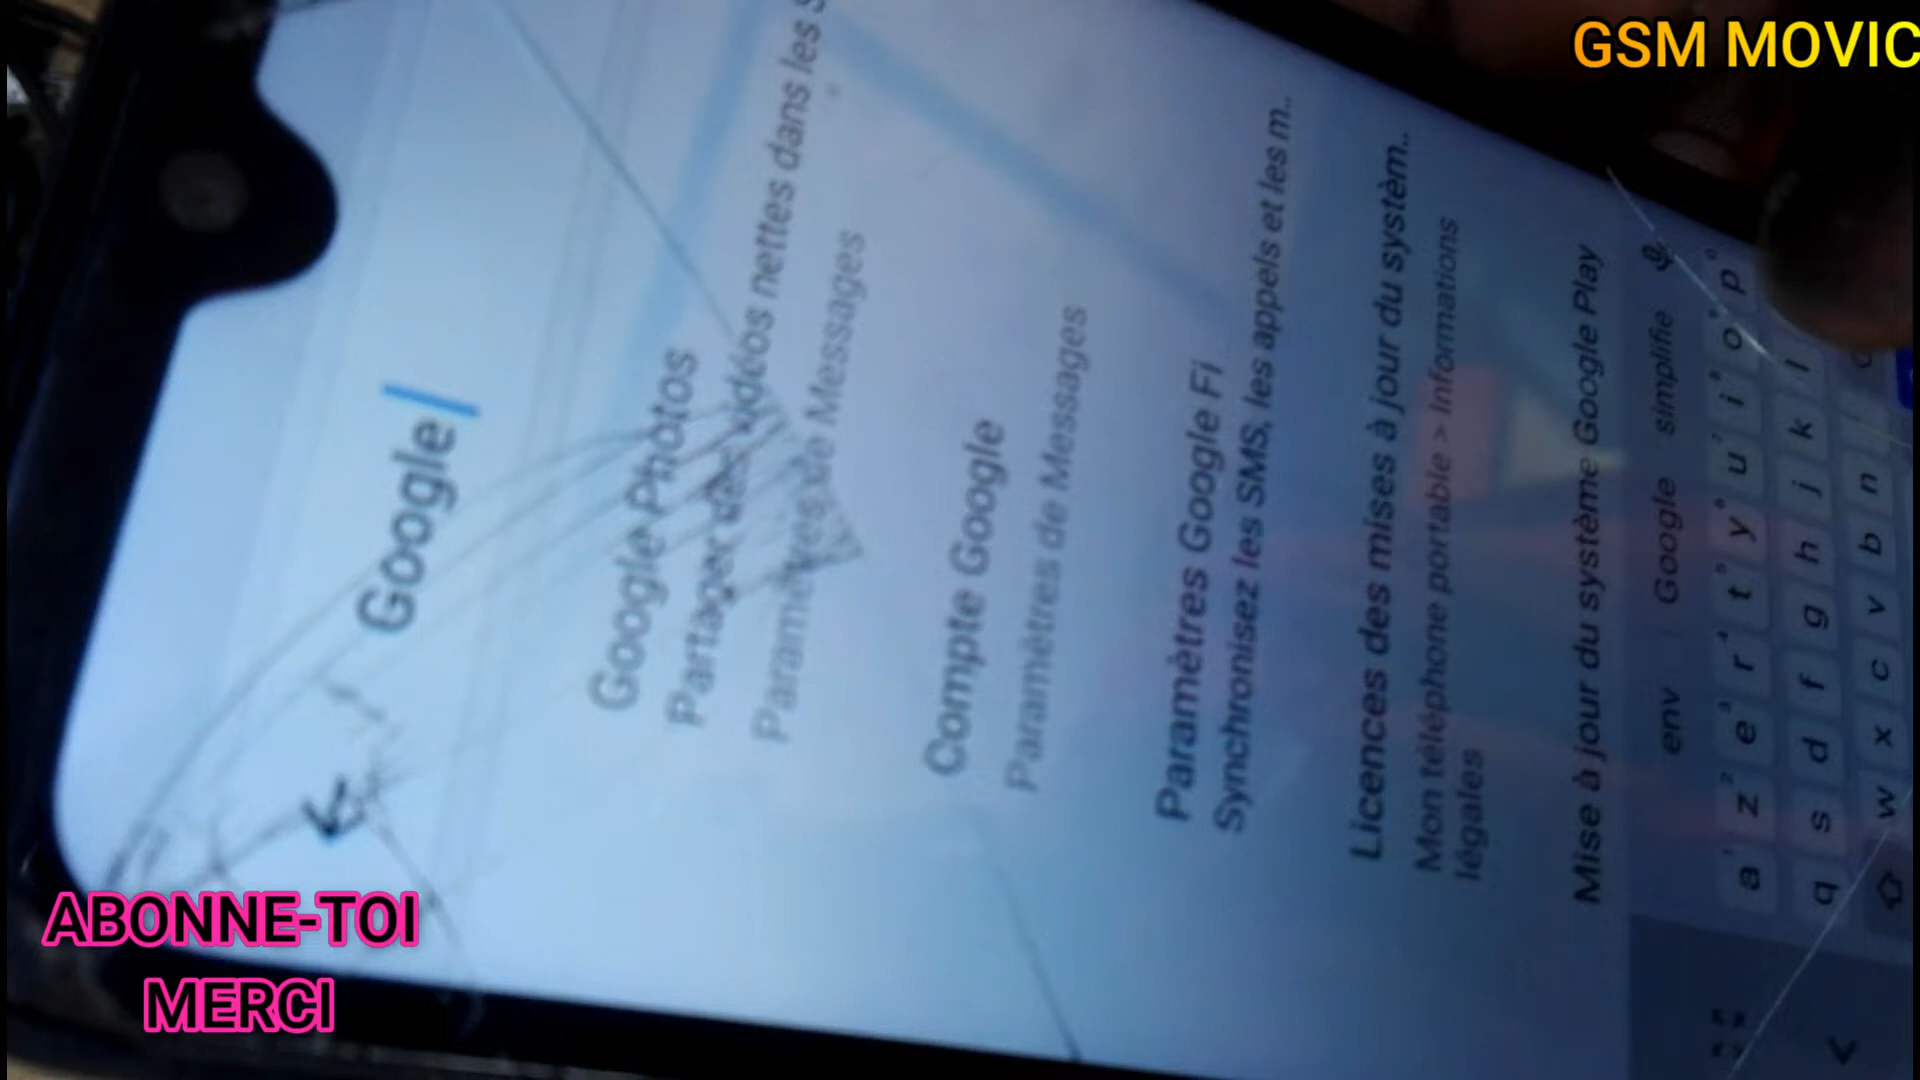 GSM MOVIC
Google
Google Photos
Partager des vidéos nettes dans les
Paramètres de Messages
Compte Google
Paramètres de Messages
Paramètres Google Fi
Synchronisez les SMS, les appels et les m..
Licences des mises à jour du systèm..
Mon téléphone portable > Informations
légales
Mise à jour du système Google Play
env Google simplifie
a z e r t y u i o p
q s d f g h j k l
w x c v b n
ABONNE-TOI
MERCI